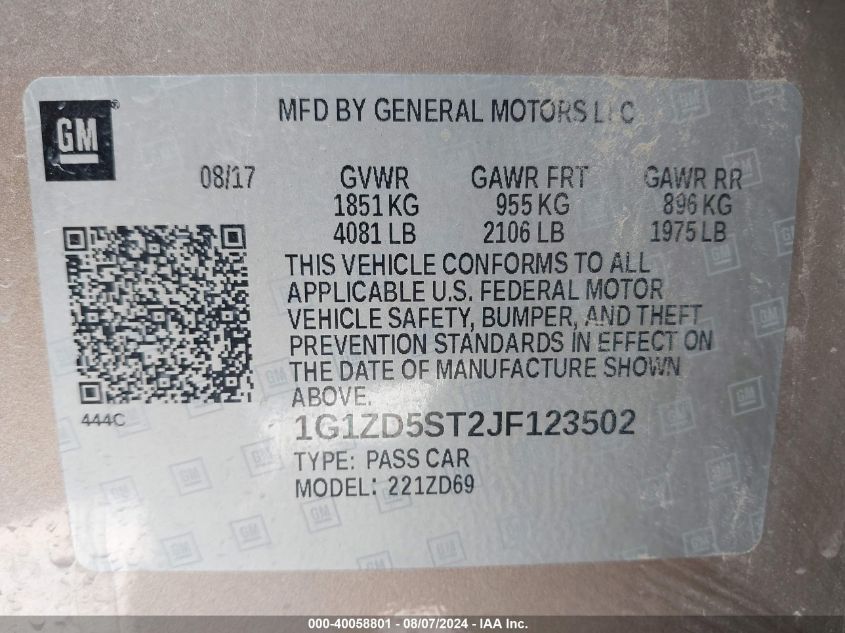 GM®
MFD BY GENERAL MOTORS LLC
08/17 GVWR GAWR FRT GAWR RR
1851 KG 955 KG 896 KG
4081 LB 2106 LB 1975 LB
THIS VEHICLE CONFORMS TO ALL
APPLICABLE U.S. FEDERAL MOTOR
VEHICLE SAFETY, BUMPER, AND THEFT
PREVENTION STANDARDS IN EFFECT ON
THE DATE OF MANUFACTURE SHOWN
ABOVE.
444C
1G1ZD5ST2JF123502
TYPE: PASS CAR
MODEL: 221ZD69
000-40058801 - 08/07/2024 - IAA Inc.